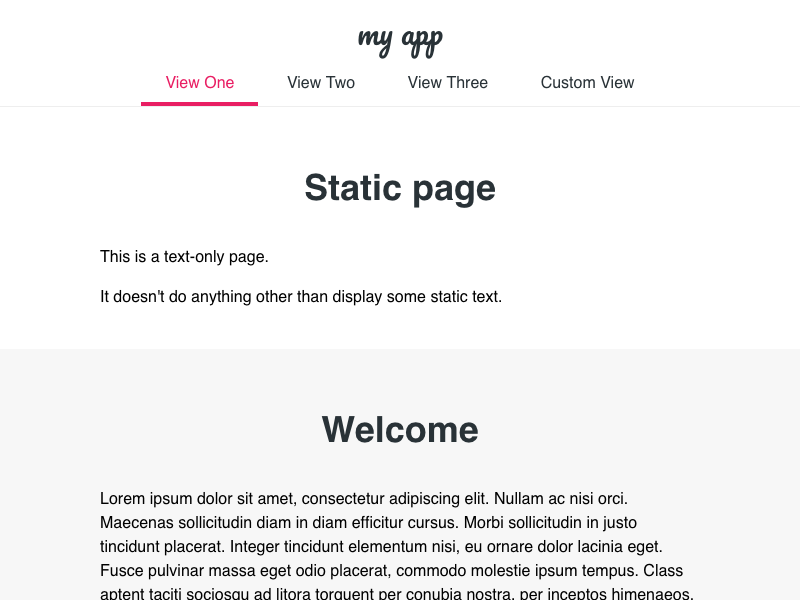 my app
View One View Two View Three Custom View
Static page
This is a text-only page.
It doesn't do anything other than display some static text.
Welcome
Lorem ipsum dolor sit amet, consectetur adipiscing elit. Nullam ac nisi orci.
Maecenas sollicitudin diam in diam efficitur cursus. Morbi sollicitudin in justo
tincidunt placerat. Integer tincidunt elementum nisi, eu ornare dolor lacinia eget.
Fusce pulvinar massa eget odio placerat, commodo molestie ipsum tempus. Class
aptent taciti sociosqu ad litora torquent per conubia nostra, per inceptos himenaeos.